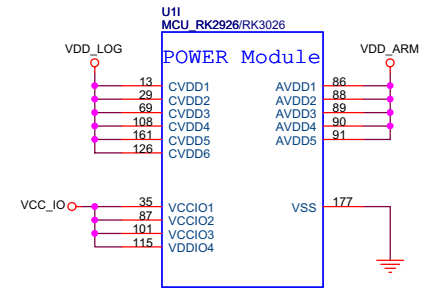 U1I
MCU_RK2926/RK3026
VDD_LOG
POWER Module
VDD_ARM
13 CVDD1 AVDD1 86
29 CVDD2 AVDD2 88
69 CVDD3 AVDD3 89
108 CVDD4 AVDD4 90
161 CVDD5 AVDD5 91
126 CVDD6
VCC_IO 35 VCCIO1 VSS 177
87 VCCIO2
101 VCCIO3
115 VDDIO4